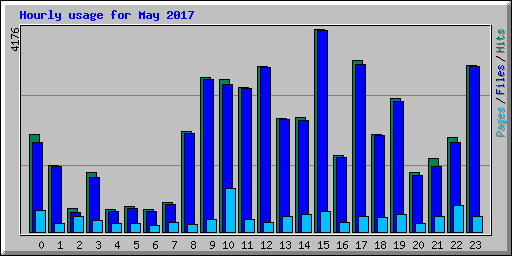 Hourly usage for May 2017
4176
Pages/Files/Hits
0 1 2 3 4 5 6 7 8 9 10 11 12 13 14 15 16 17 18 19 20 21 22 23